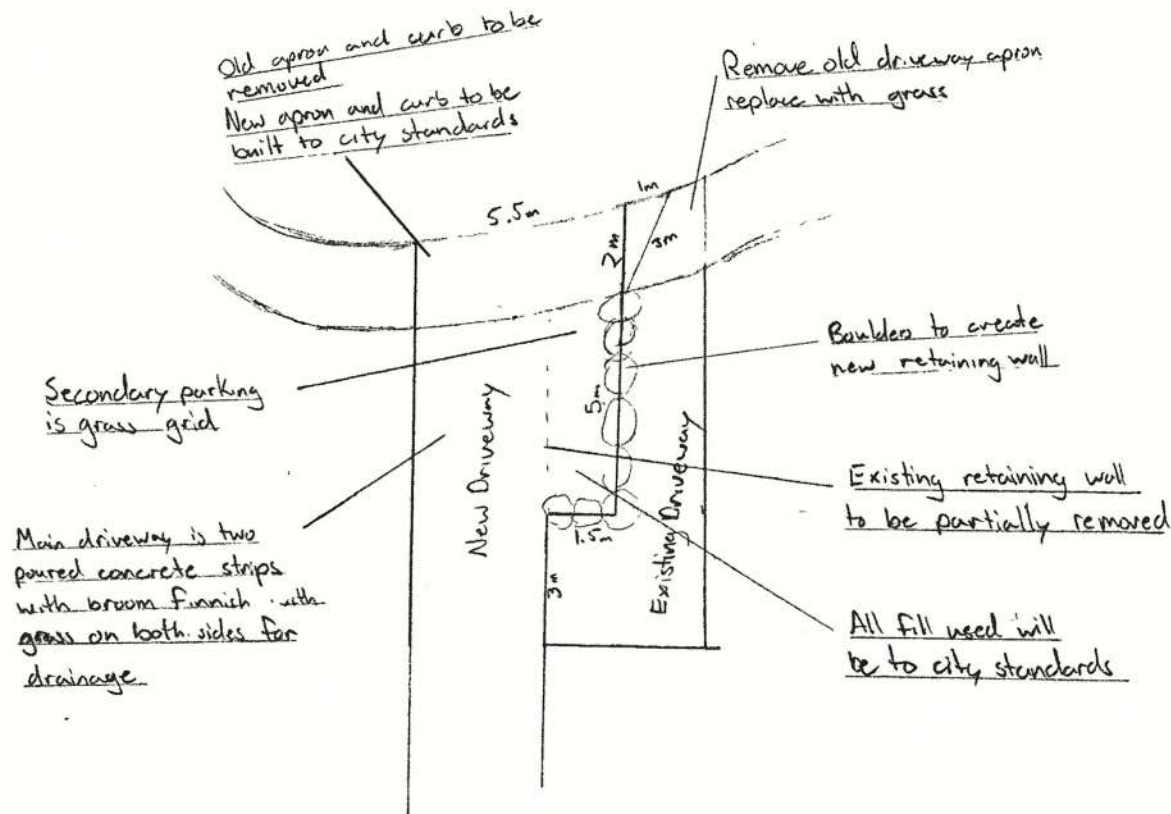 Old apron and curb to be
removed
New apron and curb to be
built to city standards
Remove old driveway apron
replace with grass
5.5m
1m
2m
3m
Secondary parking
is grass grid
Boulders to create
new retaining wall
5m
New Driveway
Existing Driveway
Existing retaining wall
to be partially removed
1.5m
3m
Main driveway is two
poured concrete strips
with broom finnish with
grass on both sides for
drainage
All fill used will
be to city standards